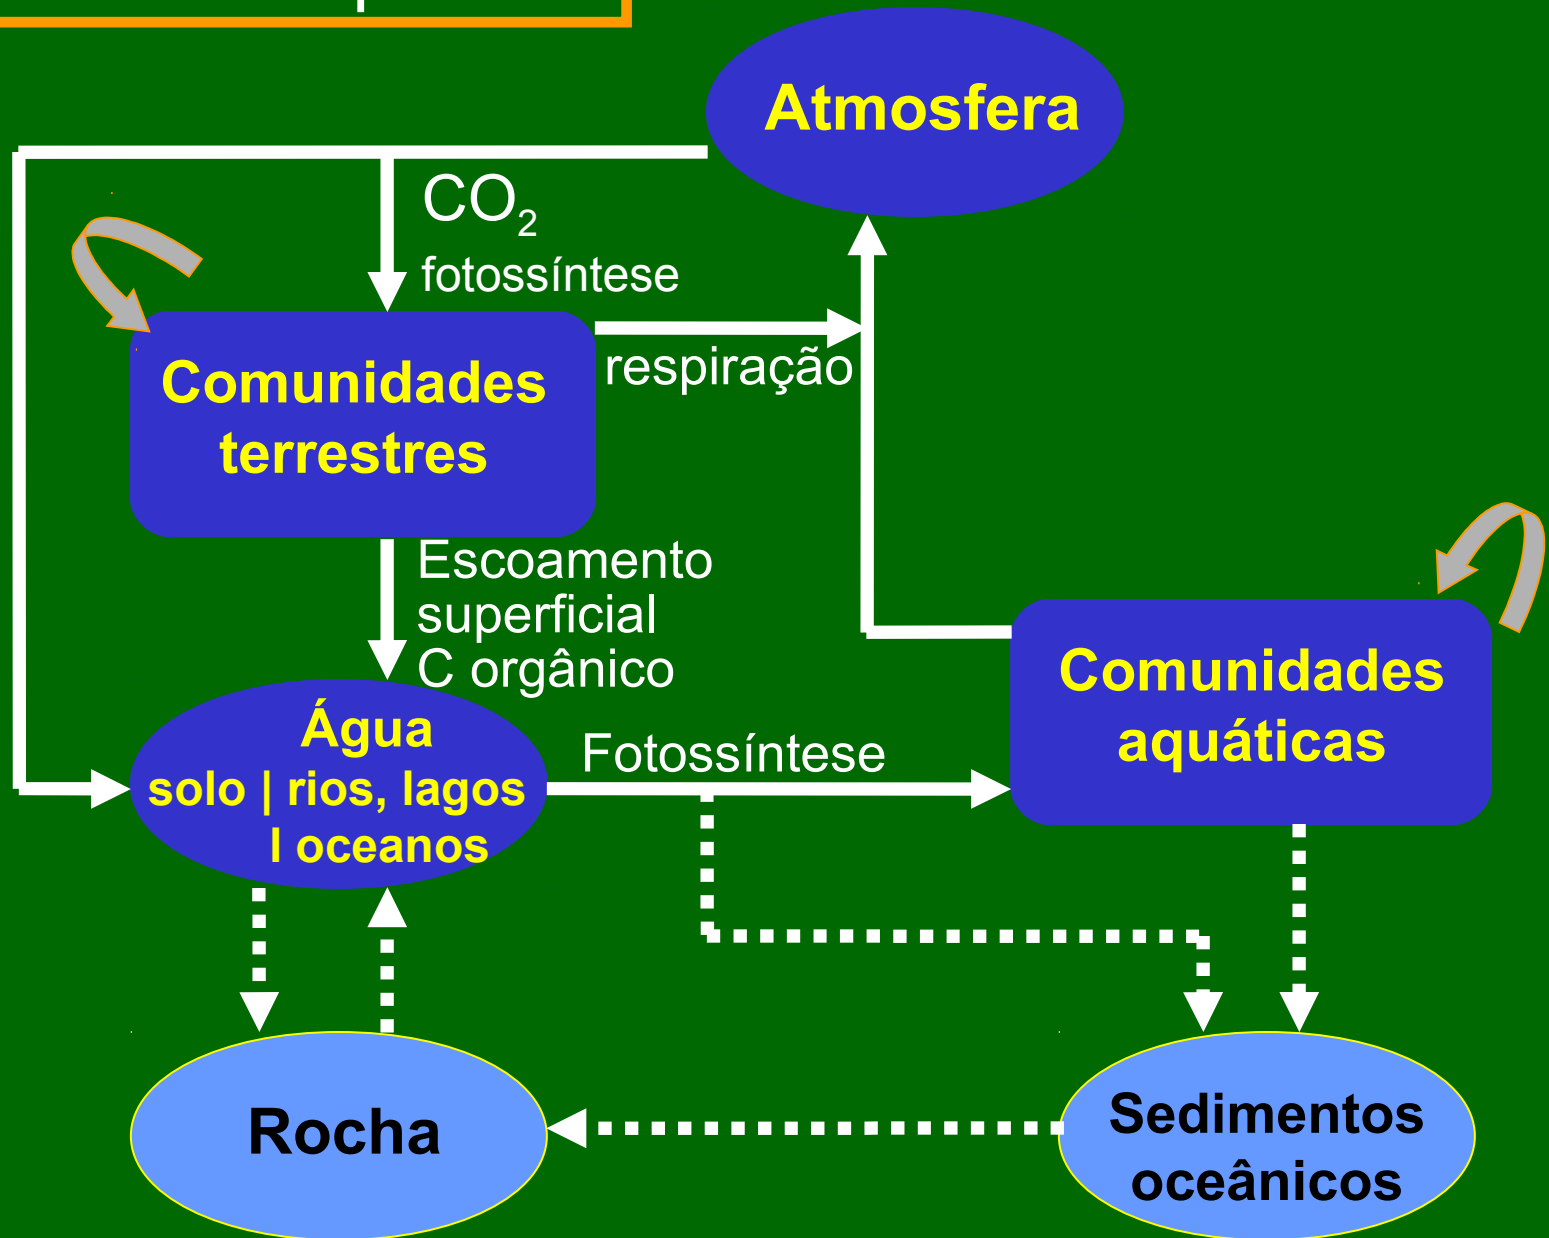 Atmosfera
CO₂
fotossíntese
respiração
Comunidades
terrestres
Escoamento
superficial
C orgânico
Comunidades
aquáticas
Água
solo | rios, lagos
l oceanos
Fotossíntese
Rocha
Sedimentos
oceânicos